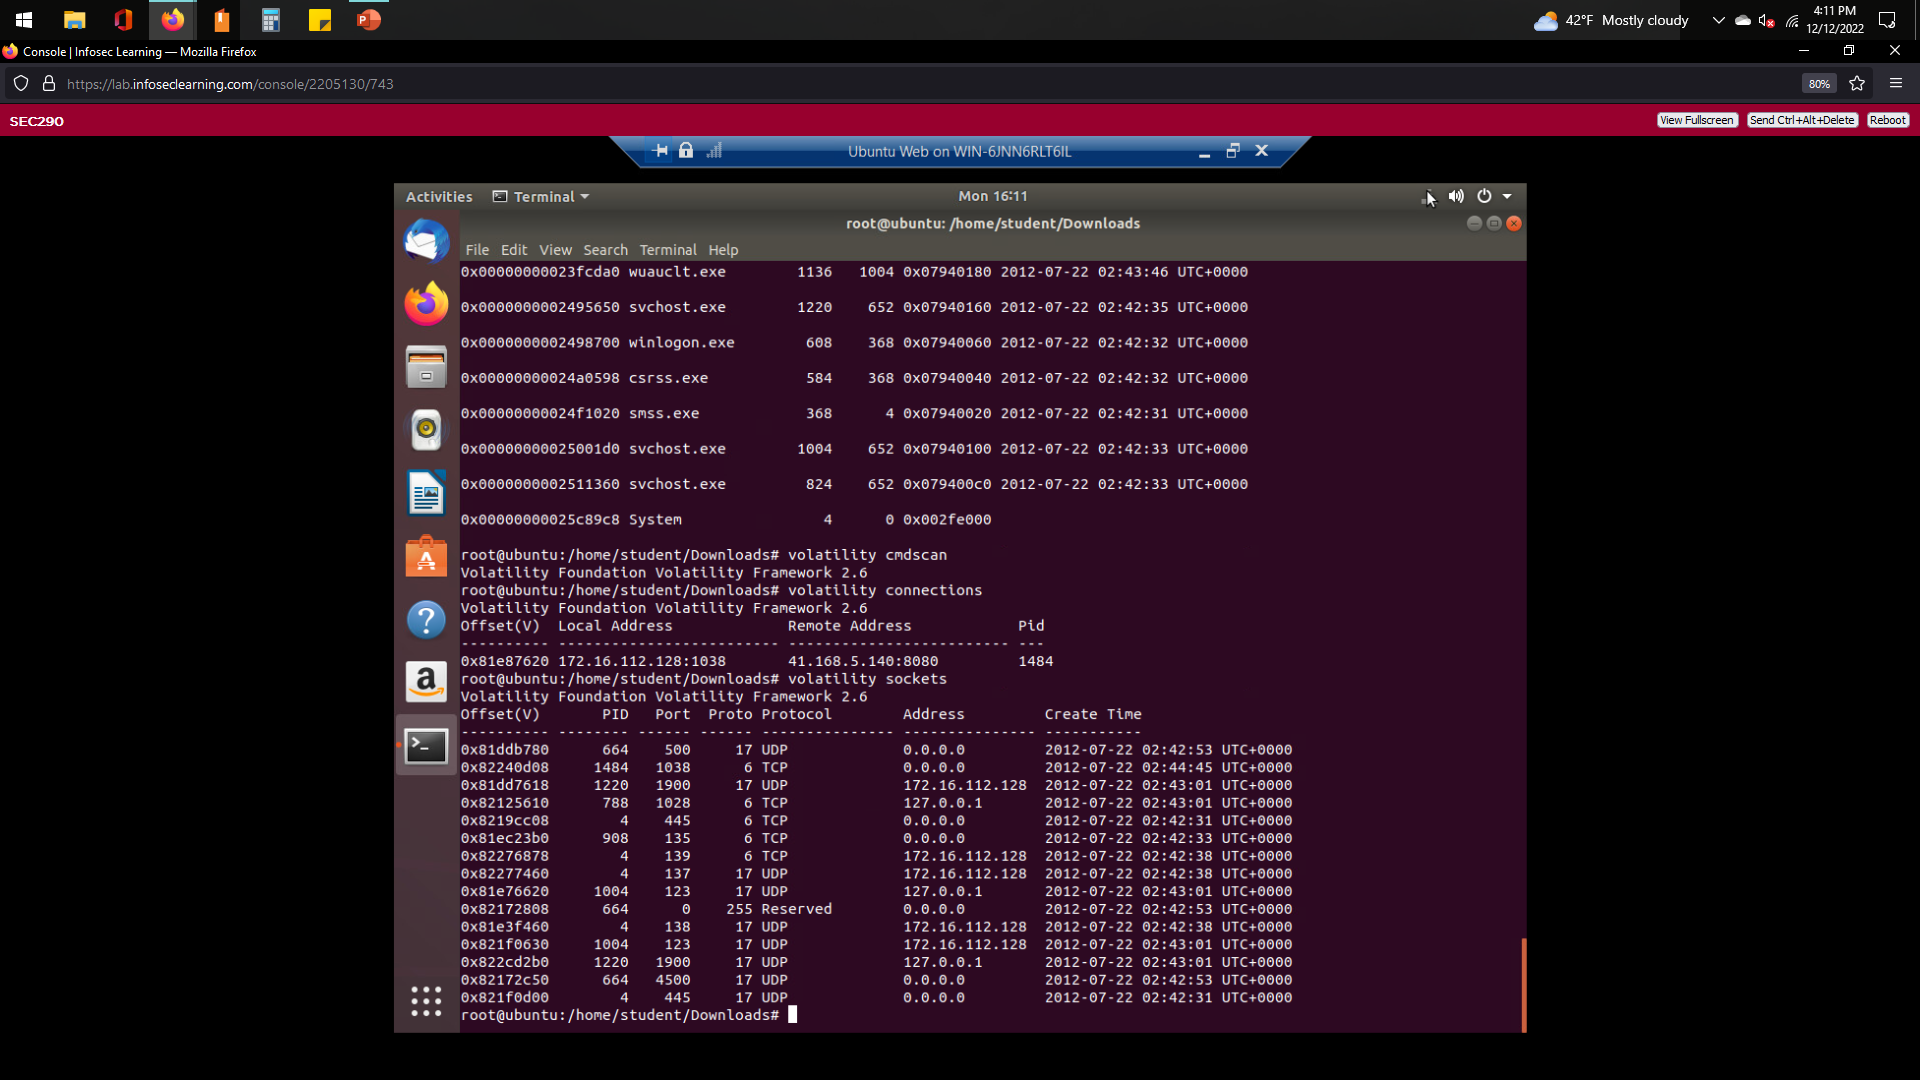 42°F Mostly cloudy
4:11 PM
12/12/2022
Console | Infosec Learning — Mozilla Firefox
https://lab.infoseclearning.com/console/2205130/743
80%
SEC290
View Fullscreen Send Ctrl+Alt+Delete Reboot
Ubuntu Web on WIN-6JNN6RLT6IL
Activities Terminal Mon 16:11
root@ubuntu: /home/student/Downloads
File Edit View Search Terminal Help
0x00000000023fcda0 wuauclt.exe 1136 1004 0x07940180 2012-07-22 02:43:46 UTC+0000
0x0000000002495650 svchost.exe 1220 652 0x07940160 2012-07-22 02:42:35 UTC+0000
0x0000000002498700 winlogon.exe 608 368 0x07940060 2012-07-22 02:42:32 UTC+0000
0x00000000024a0598 csrss.exe 584 368 0x07940040 2012-07-22 02:42:32 UTC+0000
0x00000000024f1020 smss.exe 368 4 0x07940020 2012-07-22 02:42:31 UTC+0000
0x00000000025001d0 svchost.exe 1004 652 0x07940100 2012-07-22 02:42:33 UTC+0000
0x0000000002511360 svchost.exe 824 652 0x079400c0 2012-07-22 02:42:33 UTC+0000
0x00000000025c89c8 System 4 0 0x002fe000
root@ubuntu:/home/student/Downloads# volatility cmdscan
Volatility Foundation Volatility Framework 2.6
root@ubuntu:/home/student/Downloads# volatility connections
Volatility Foundation Volatility Framework 2.6
Offset(V) Local Address Remote Address Pid
---------- ------------------------- ------------------------- ---
0x81e87620 172.16.112.128:1038 41.168.5.140:8080 1484
root@ubuntu:/home/student/Downloads# volatility sockets
Volatility Foundation Volatility Framework 2.6
Offset(V) PID Port Proto Protocol Address Create Time
---------- -------- ------ ------ --------------- --------------- -----------
0x81ddb780 664 500 17 UDP 0.0.0.0 2012-07-22 02:42:53 UTC+0000
0x82240d08 1484 1038 6 TCP 0.0.0.0 2012-07-22 02:44:45 UTC+0000
0x81dd7618 1220 1900 17 UDP 172.16.112.128 2012-07-22 02:43:01 UTC+0000
0x82125610 788 1028 6 TCP 127.0.0.1 2012-07-22 02:43:01 UTC+0000
0x8219cc08 4 445 6 TCP 0.0.0.0 2012-07-22 02:42:31 UTC+0000
0x81ec23b0 908 135 6 TCP 0.0.0.0 2012-07-22 02:42:33 UTC+0000
0x82276878 4 139 6 TCP 172.16.112.128 2012-07-22 02:42:38 UTC+0000
0x82277460 4 137 17 UDP 172.16.112.128 2012-07-22 02:42:38 UTC+0000
0x81e76620 1004 123 17 UDP 127.0.0.1 2012-07-22 02:43:01 UTC+0000
0x82172808 664 0 255 Reserved 0.0.0.0 2012-07-22 02:42:53 UTC+0000
0x81e3f460 4 138 17 UDP 172.16.112.128 2012-07-22 02:42:38 UTC+0000
0x821f0630 1004 123 17 UDP 172.16.112.128 2012-07-22 02:43:01 UTC+0000
0x822cd2b0 1220 1900 17 UDP 127.0.0.1 2012-07-22 02:43:01 UTC+0000
0x82172c50 664 4500 17 UDP 0.0.0.0 2012-07-22 02:42:53 UTC+0000
0x821f0d00 4 445 17 UDP 0.0.0.0 2012-07-22 02:42:31 UTC+0000
root@ubuntu:/home/student/Downloads#